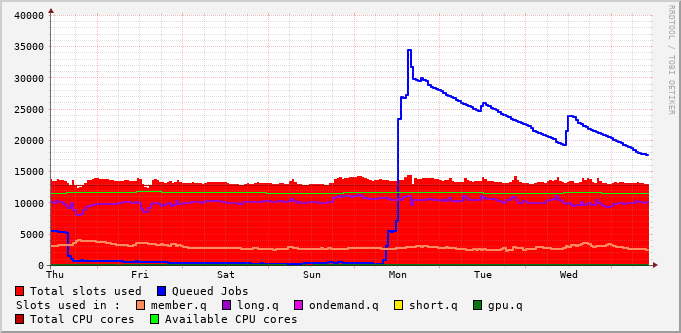 RRDTOOL / TOBI OETIKER
40000
35000
30000
25000
20000
15000
10000
5000
0
Thu Fri Sat Sun Mon Tue Wed
Total slots used Queued Jobs
Slots used in : member.q long.q ondemand.q short.q gpu.q
Total CPU cores Available CPU cores